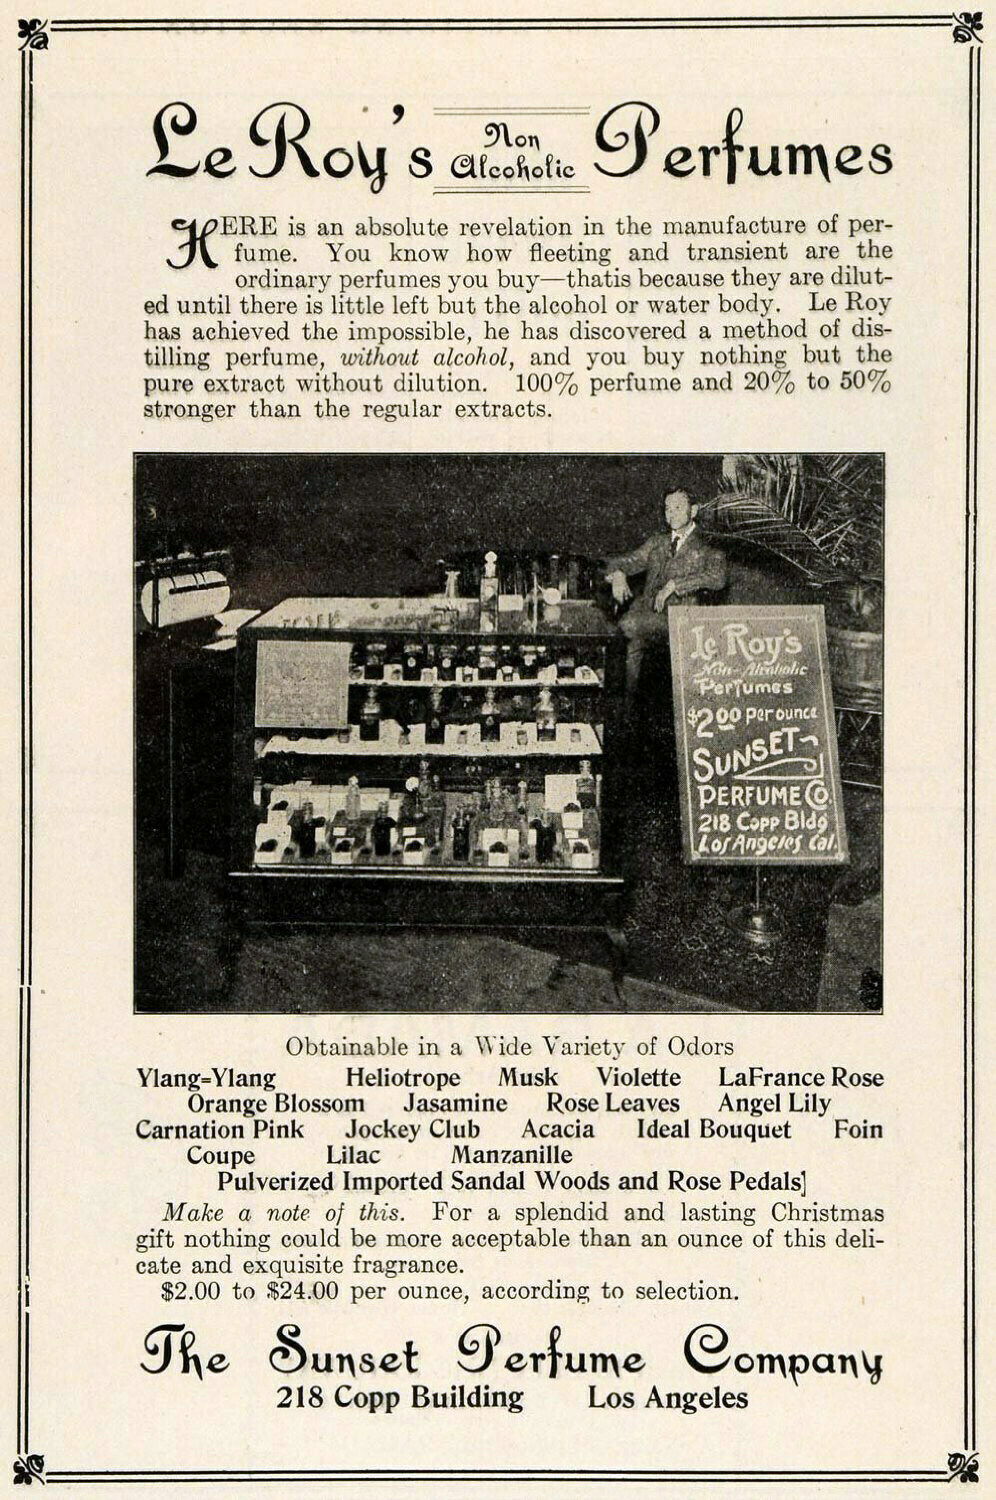 Le Roy's Non Alcoholic Perfumes
HERE is an absolute revelation in the manufacture of per-
fume. You know how fleeting and transient are the
ordinary perfumes you buy—thatis because they are dilut-
ed until there is little left but the alcohol or water body. Le Roy
has achieved the impossible, he has discovered a method of dis-
tilling perfume, without alcohol, and you buy nothing but the
pure extract without dilution. 100% perfume and 20% to 50%
stronger than the regular extracts.
Le Roy's
Non-Alcoholic
Perfumes
$2.00 Per ounce
SUNSET
PERFUME CO.
218 Copp Bldg
Los Angeles Cal.
Obtainable in a Wide Variety of Odors
Ylang=Ylang Heliotrope Musk Violette LaFrance Rose
Orange Blossom Jasamine Rose Leaves Angel Lily
Carnation Pink Jockey Club Acacia Ideal Bouquet Foin
Coupe Lilac Manzanille
Pulverized Imported Sandal Woods and Rose Pedals]
Make a note of this. For a splendid and lasting Christmas
gift nothing could be more acceptable than an ounce of this deli-
cate and exquisite fragrance.
$2.00 to $24.00 per ounce, according to selection.
The Sunset Perfume Company
218 Copp Building Los Angeles